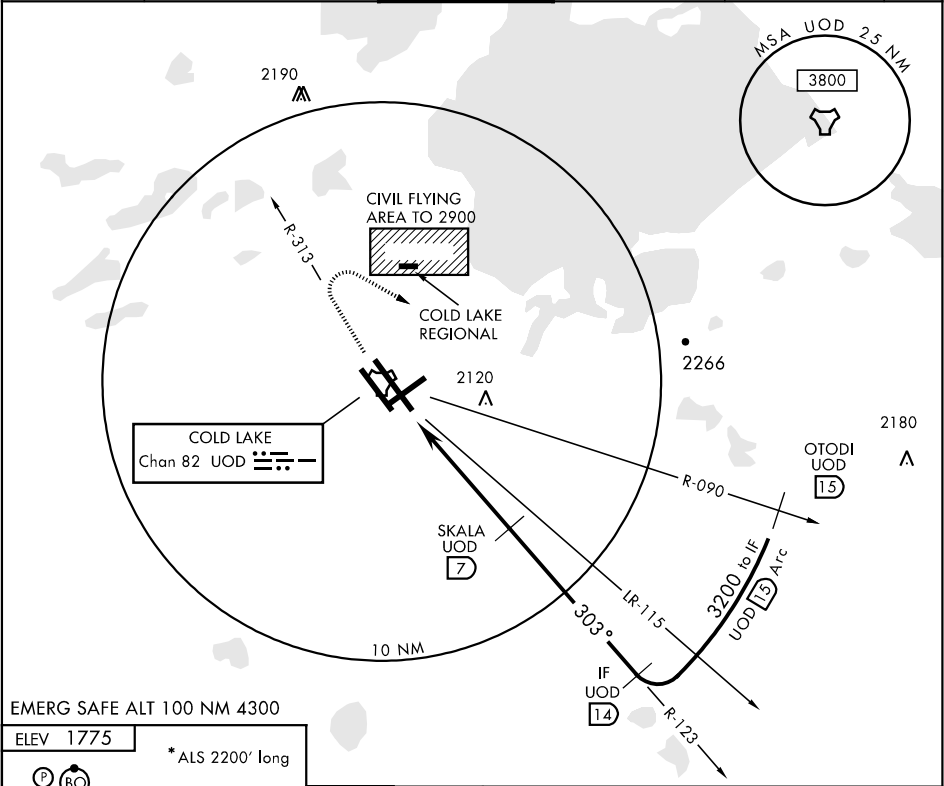 MSA UOD 25 NM
3800
2190
CIVIL FLYING
AREA TO 2900
R-313
COLD LAKE
REGIONAL
2266
2120
2180
COLD LAKE
Chan 82 UOD
OTODI
UOD
15
R-090
SKALA
UOD
7
3200 to IF
UOD 15 Arc
LR-115
303°
10 NM
IF
UOD
14
R-123
EMERG SAFE ALT 100 NM 4300
ELEV 1775
*ALS 2200' long
P
BO